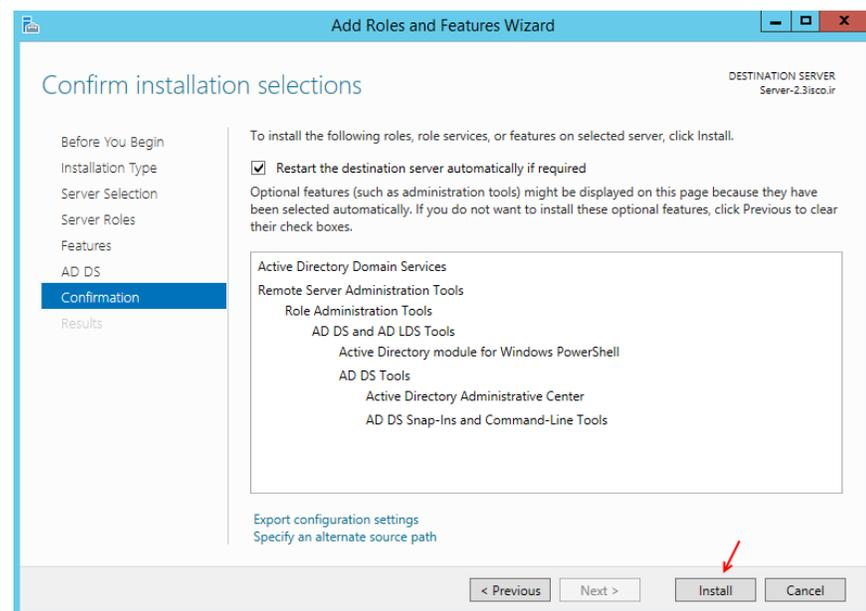 Add Roles and Features Wizard
Confirm installation selections
DESTINATION SERVER
Server-2.3isco.ir
Before You Begin
Installation Type
Server Selection
Server Roles
Features
AD DS
Confirmation
Results
To install the following roles, role services, or features on selected server, click Install.
Restart the destination server automatically if required
Optional features (such as administration tools) might be displayed on this page because they have
been selected automatically. If you do not want to install these optional features, click Previous to clear
their check boxes.
Active Directory Domain Services
Remote Server Administration Tools
Role Administration Tools
AD DS and AD LDS Tools
Active Directory module for Windows PowerShell
AD DS Tools
Active Directory Administrative Center
AD DS Snap-Ins and Command-Line Tools
Export configuration settings
Specify an alternate source path
< Previous
Next >
Install
Cancel